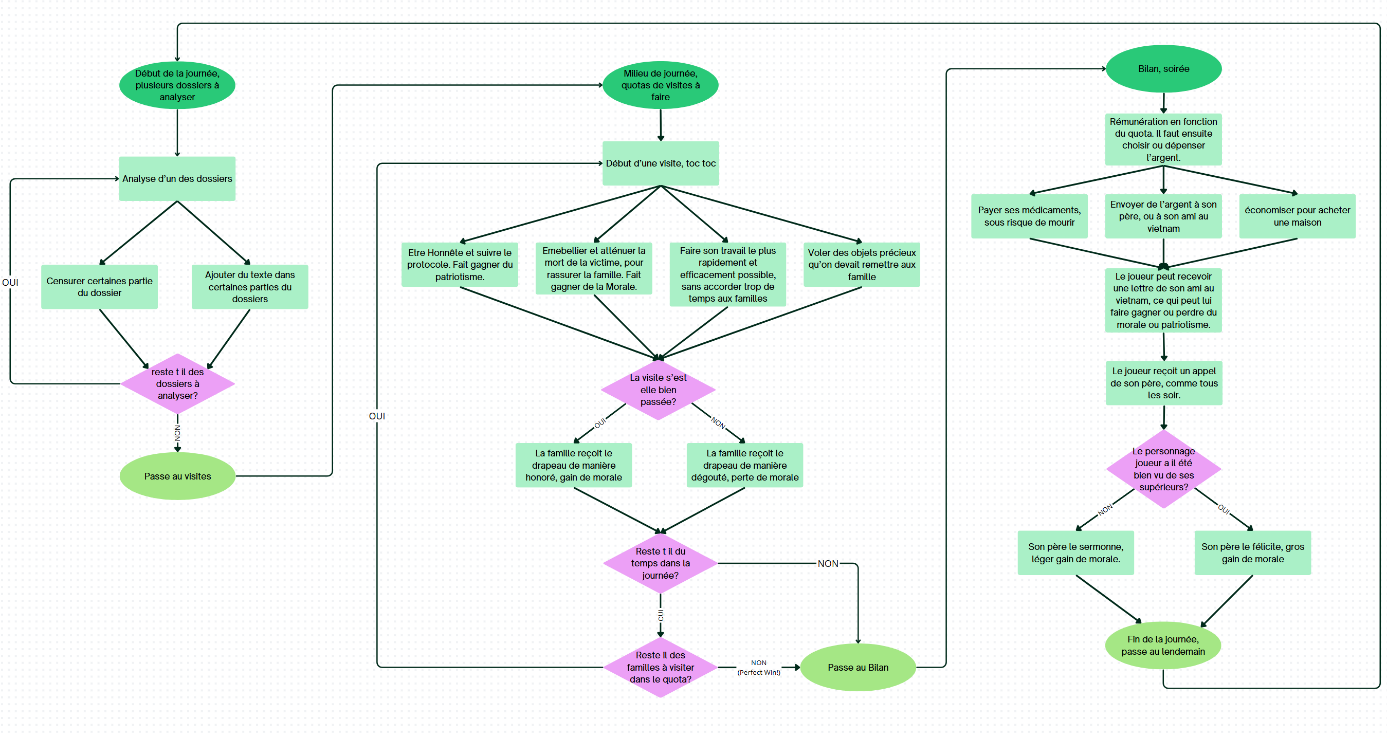 Début de la journée,
plusieurs dossiers à
analyser
Analyse d'un des dossiers
Censurer certaines partie
du dossier
Ajouter du texte dans
certaines parties du
dossiers
OUI
reste t il des
dossiers à
analyser?
NON
Passe au visites
Milieu de journée,
quotas de visites à
faire
Début d'une visite, toc toc
Etre Honnête et suivre le
protocole. Fait gagner du
patriotisme.
Emebellier et atténuer la
mort de la victime, pour
rassurer la famille. Fait
gagner de la Morale.
Faire son travail le plus
rapidement et
efficacement possible,
sans accorder trop de
temps aux familles
Voler des objets précieux
qu'on devait remettre aux
famille
La visite s'est
elle bien
passée?
OUI
OUI
NON
La famille reçoit le
drapeau de manière
honoré, gain de morale
La famille reçoit le
drapeau de manière
dégouté, perte de morale
Reste t il du
temps dans la
journée?
NON
OUI
Reste il des
familles à visiter
dans le quota?
NON
(Perfect Win!)
Passe au Bilan
Bilan, soirée
Rémunération en fonction
du quota. Il faut ensuite
choisir ou dépenser
l'argent.
Payer ses médicaments,
sous risque de mourir
Envoyer de l'argent à son
père, ou à son ami au
vietnam
économiser pour acheter
une maison
Le joueur peut recevoir
une lettre de son ami au
vietnam, ce qui peut lui
faire gagner ou perdre du
morale ou patriotisme.
Le joueur reçoit un appel
de son père, comme tous
les soir.
Le personnage
joueur a il été
bien vu de ses
supérieurs?
NON
OUI
Son père le sermonne,
léger gain de morale.
Son père le félicite, gros
gain de morale
Fin de la journée,
passe au lendemain